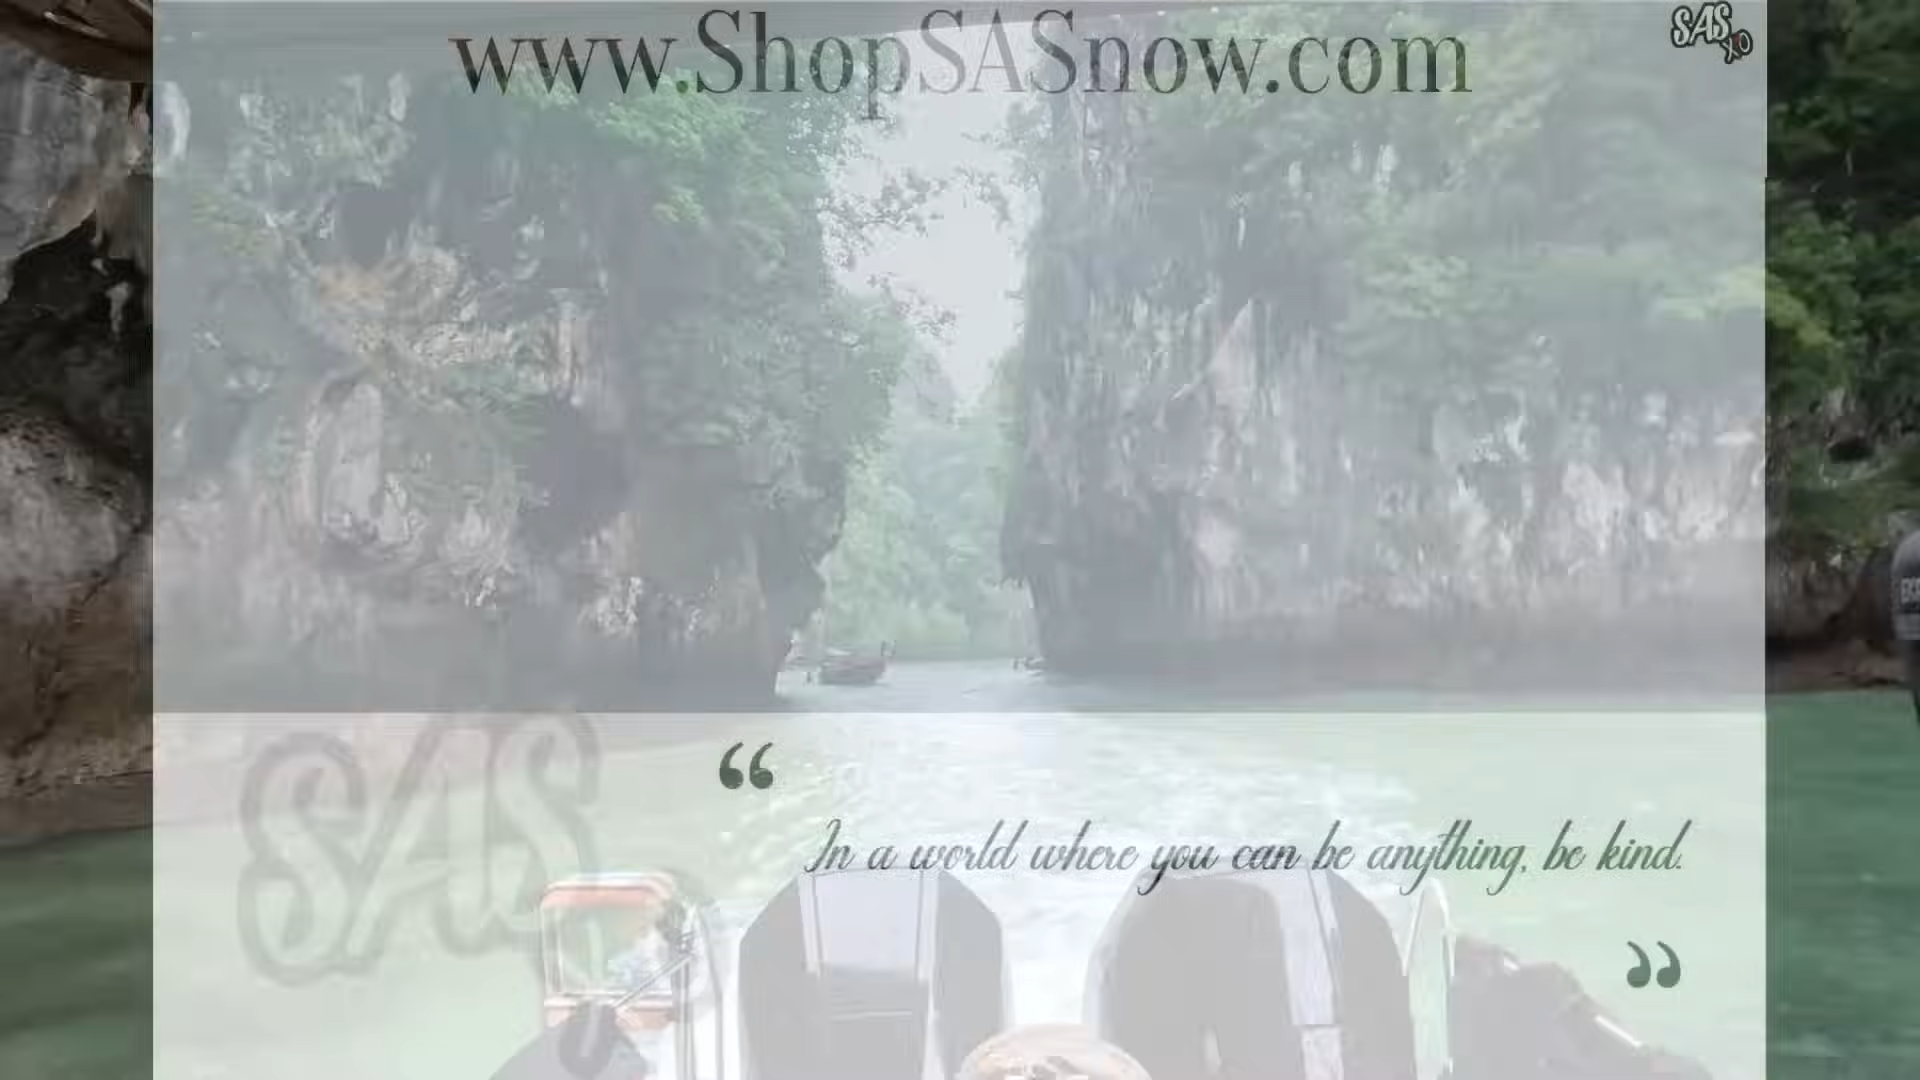 www.ShopSASnow.com
SAS
XO
SAS
“
In a world where you can be anything, be kind.
”